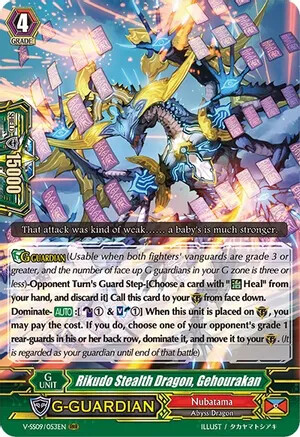 4
GRADE
15000
That attack was kind of weak...... a baby's is much stronger.
G GUARDIAN (Usable when both fighters' vanguards are grade 3 or
greater, and the number of face up G guardians in your G zone is three or
less)-Opponent Turn's Guard Step-[Choose a card with "Heal" from
your hand, and discard it] Call this card to G from face down.
Dominate-AUTO:[1] When this unit is placed on G, you
may pay the cost. If you do, choose one of your opponent's grade 1
rear-guards in his or her back row, dominate it, and move it to your G. (It
is regarded as your guardian until end of that battle)
G
UNIT
Rikudo Stealth Dragon, Gehourakan
G-GUARDIAN
Nubatama
Abyss Dragon
V-SS09/053EN RRR
ILLUST / タカヤマトシアキ